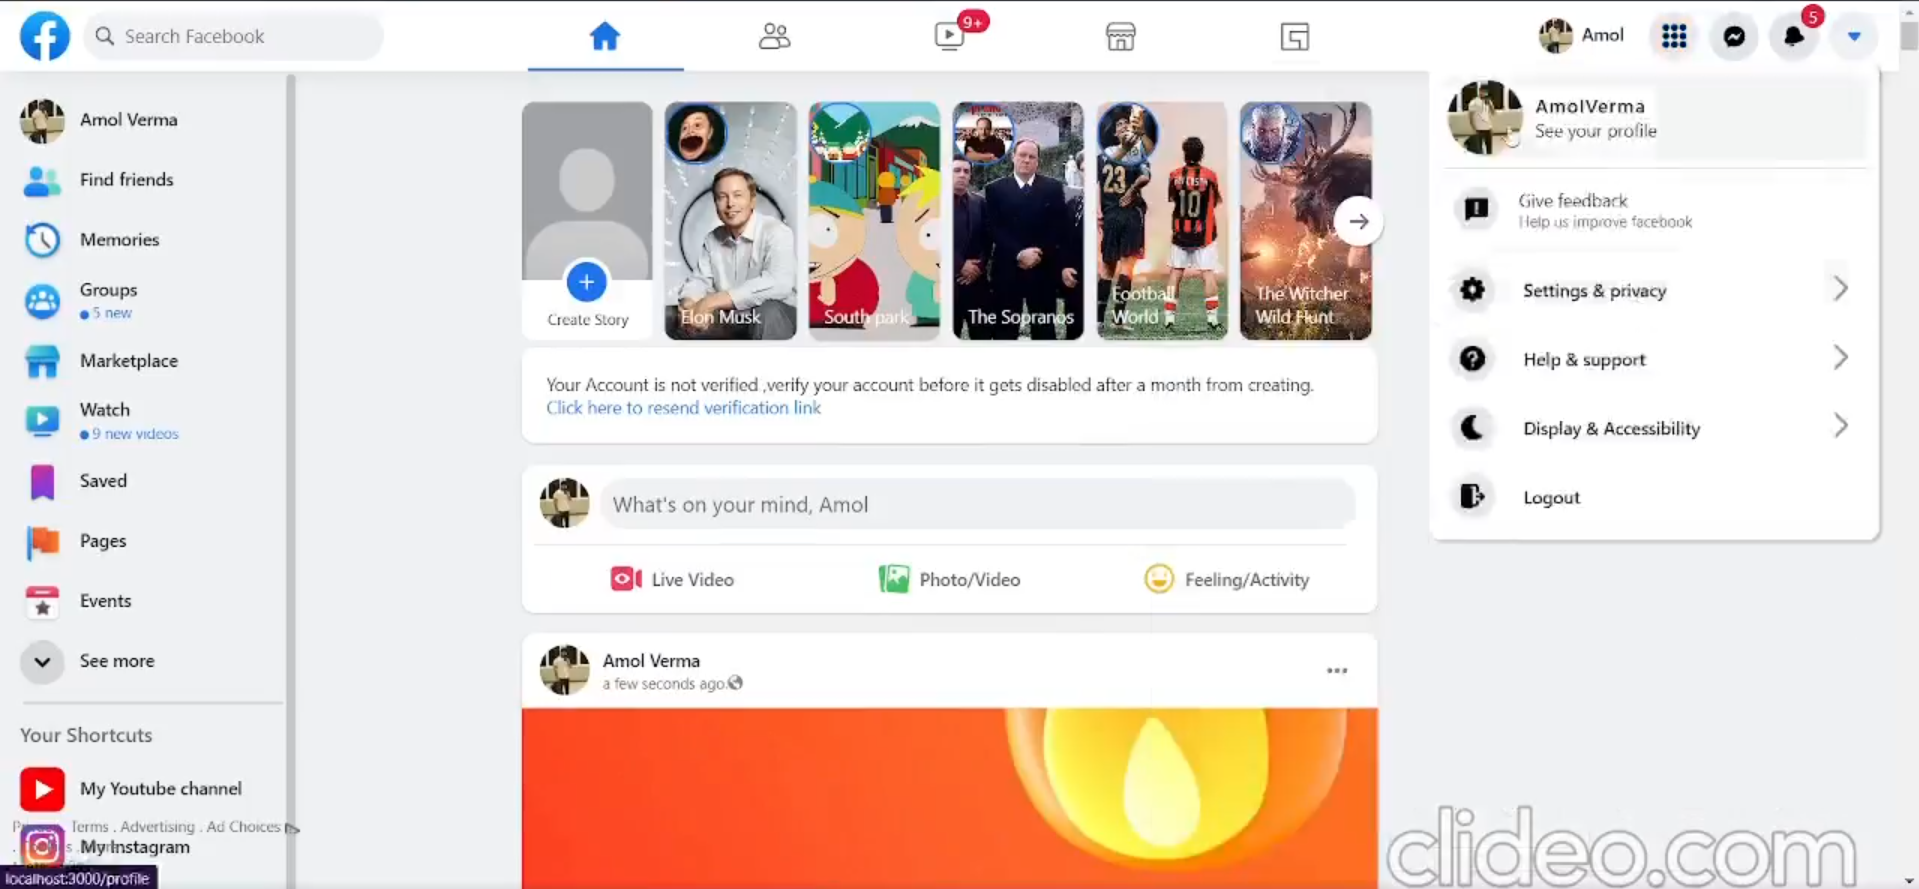 Search Facebook
9+
Amol
5
Amol Verma
Find friends
Memories
Groups
5 new
Marketplace
Watch
9 new videos
Saved
Pages
Events
See more
Your Shortcuts
My Youtube channel
Terms . Advertising . Ad Choices
My Instagram
localhost:3000/profile
Create Story
Elon Musk
South park
The Sopranos
23
10
Football
World
The Witcher
Wild Hunt
Your Account is not verified ,verify your account before it gets disabled after a month from creating.
Click here to resend verification link
What's on your mind, Amol
Live Video
Photo/Video
Feeling/Activity
Amol Verma
a few seconds ago.
AmolVerma
See your profile
Give feedback
Help us improve facebook
Settings & privacy
Help & support
Display & Accessibility
Logout
clideo.com